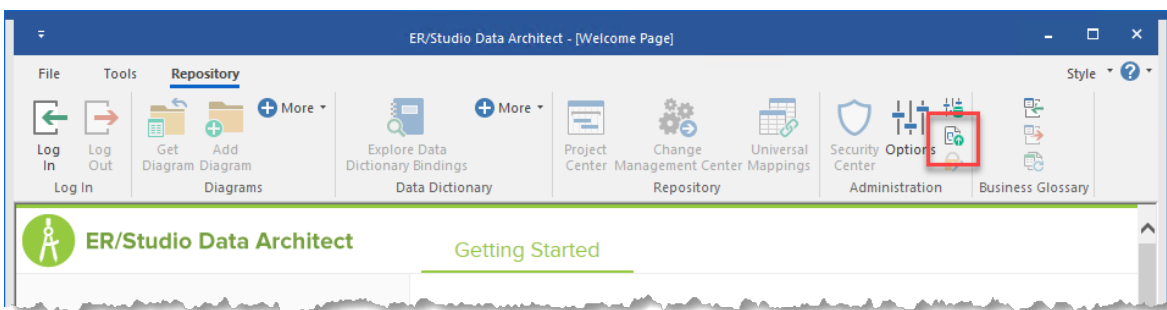 ER/Studio Data Architect - [Welcome Page]
File Tools Repository Style
More More
Log In Log Out Get Diagram Add Diagram Explore Data Dictionary Bindings Project Center Change Management Center Universal Mappings Security Center Options
Log In Diagrams Data Dictionary Repository Administration Business Glossary
ER/Studio Data Architect Getting Started